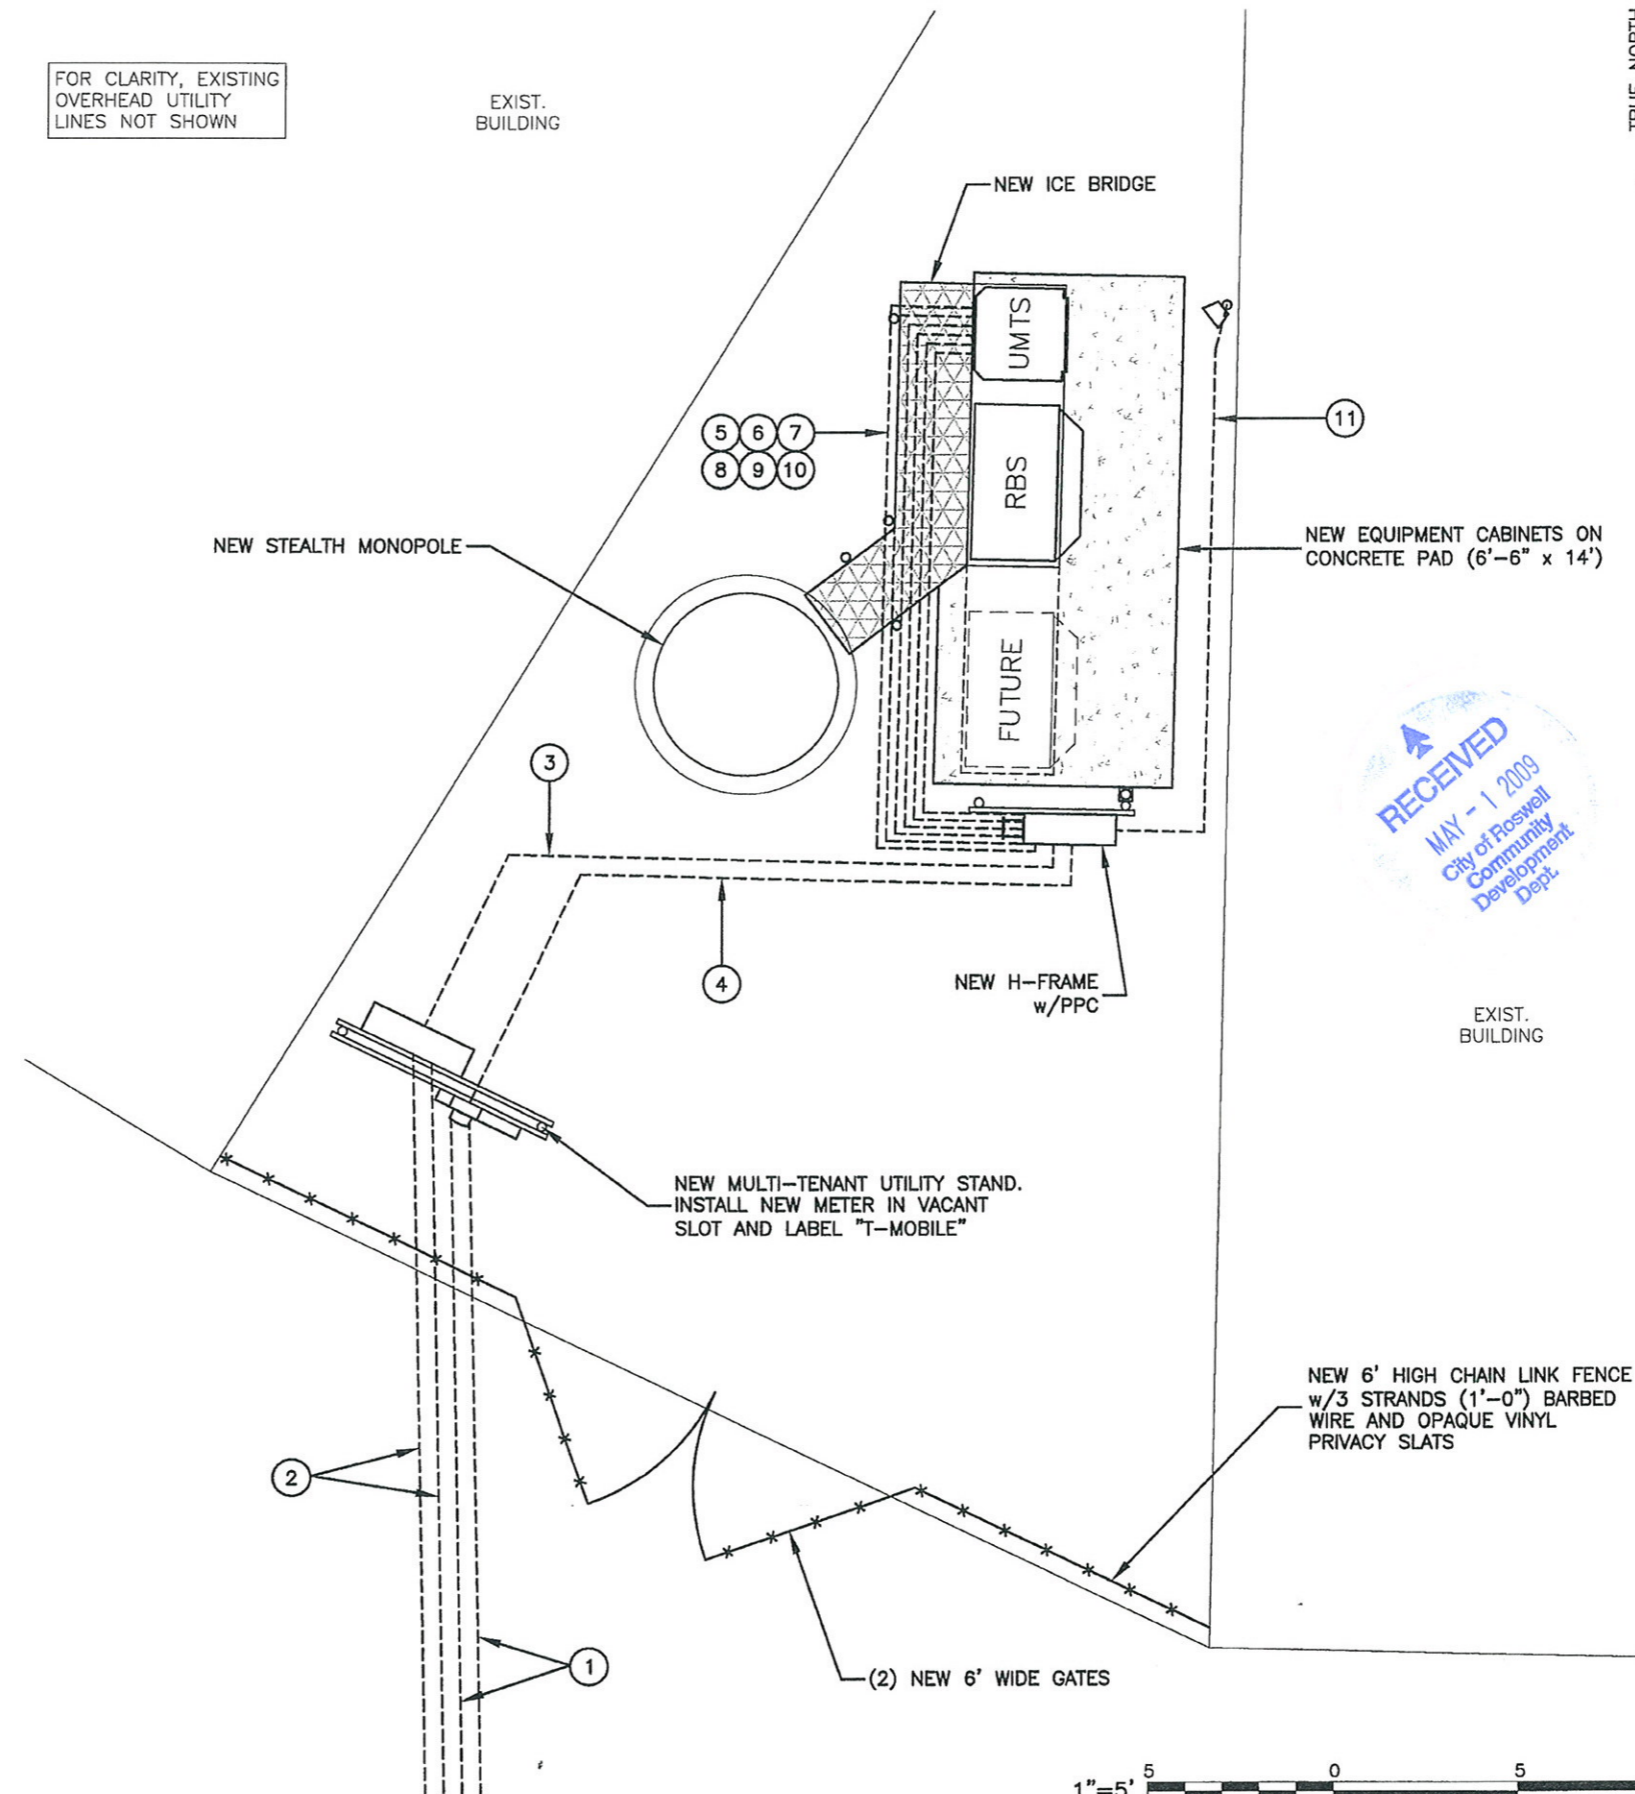 TRUE NORTH
FOR CLARITY, EXISTING
OVERHEAD UTILITY
LINES NOT SHOWN
EXIST.
BUILDING
NEW ICE BRIDGE
UMTS
RBS
FUTURE
5 6 7
8 9 10
11
NEW STEALTH MONOPOLE
NEW EQUIPMENT CABINETS ON
CONCRETE PAD (6'-6" x 14')
RECEIVED
MAY - 1 2009
City of Roswell
Community
Development
Dept.
3
4
NEW H-FRAME
w/PPC
EXIST.
BUILDING
NEW MULTI-TENANT UTILITY STAND.
INSTALL NEW METER IN VACANT
SLOT AND LABEL "T-MOBILE"
NEW 6' HIGH CHAIN LINK FENCE
w/3 STRANDS (1'-0") BARBED
WIRE AND OPAQUE VINYL
PRIVACY SLATS
2
1
(2) NEW 6' WIDE GATES
1"=5'
5 0 5